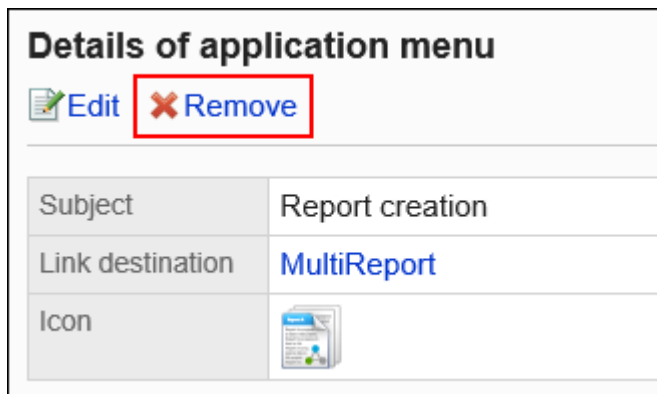 Details of application menu
Edit Remove
Subject Report creation
Link destination MultiReport
Icon